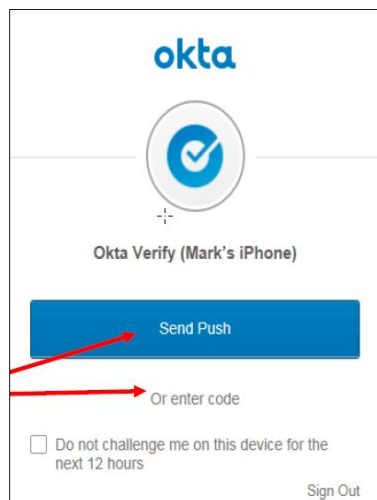 okta
Okta Verify (Mark's iPhone)
Send Push
Or enter code
Do not challenge me on this device for the
next 12 hours
Sign Out